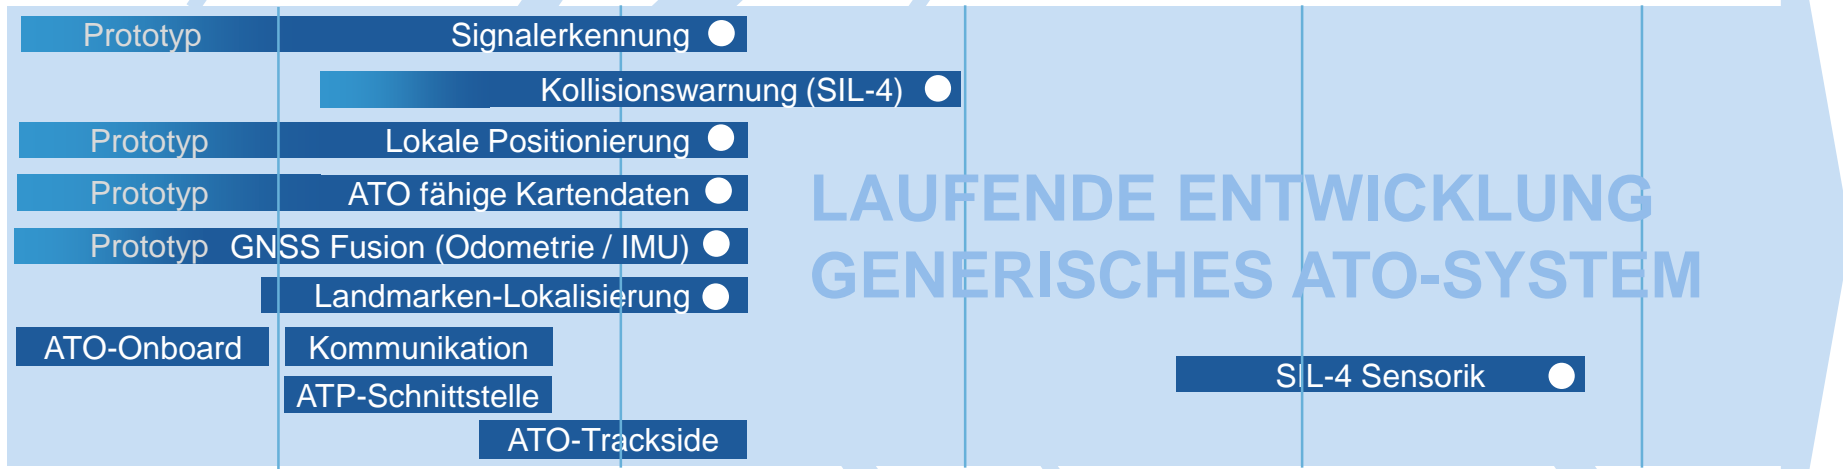 Prototyp Signalerkennung
Kollisionswarnung (SIL-4)
Prototyp Lokale Positionierung
Prototyp ATO fähige Kartendaten
Prototyp GNSS Fusion (Odometrie / IMU)
Landmarken-Lokalisierung
ATO-Onboard Kommunikation
ATP-Schnittstelle
ATO-Trackside
LAUFENDE ENTWICKLUNG
GENERISCHES ATO-SYSTEM
SIL-4 Sensorik